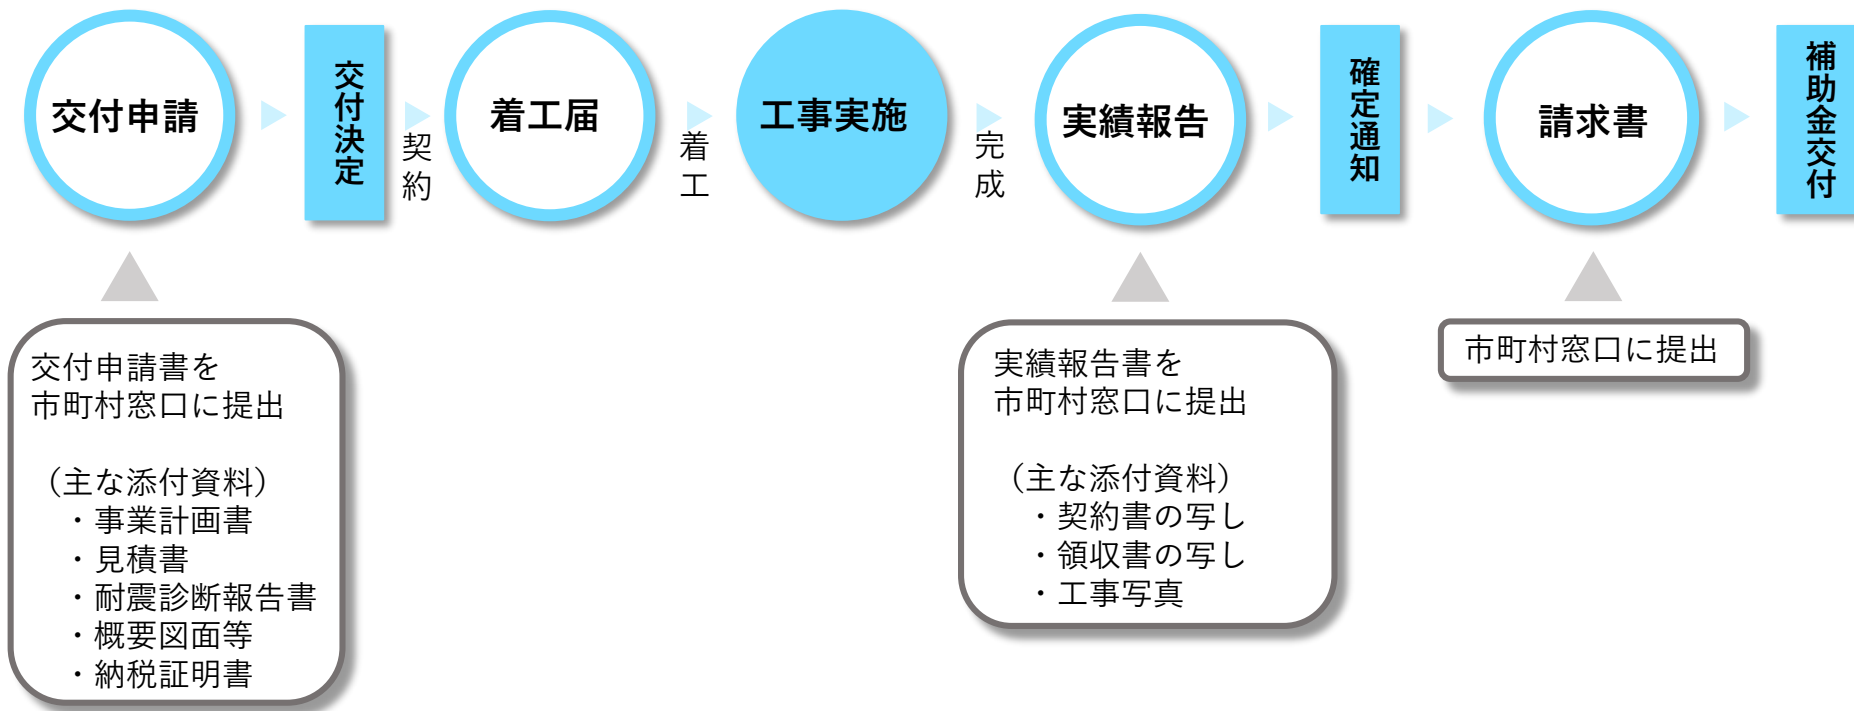 交付申請
交付決定
契約
着工届
着工
工事実施
完成
実績報告
確定通知
請求書
補助金交付
交付申請書を
市町村窓口に提出
（主な添付資料）
・事業計画書
・見積書
・耐震診断報告書
・概要図面等
・納税証明書
実績報告書を
市町村窓口に提出
（主な添付資料）
・契約書の写し
・領収書の写し
・工事写真
市町村窓口に提出